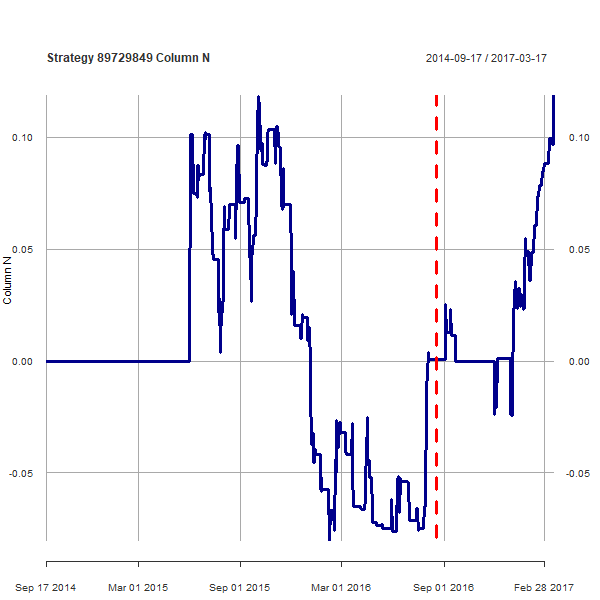 Strategy 89729849 Column N
2014-09-17 / 2017-03-17
0.10
0.10
0.05
0.05
Column N
0.00
0.00
-0.05
-0.05
Sep 17 2014
Mar 01 2015
Sep 01 2015
Mar 01 2016
Sep 01 2016
Feb 28 2017